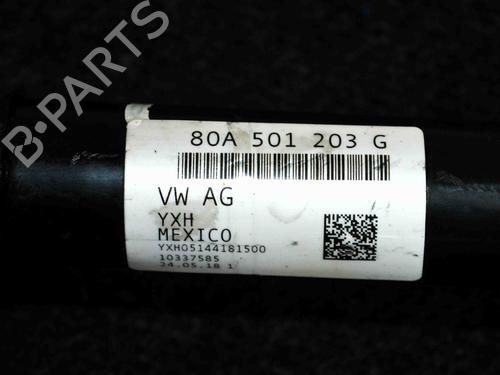 B-PARTS
80A 501 203 G
VW AG
YXH
MEXICO
YXH05144181500
10337585
24.05.18 1